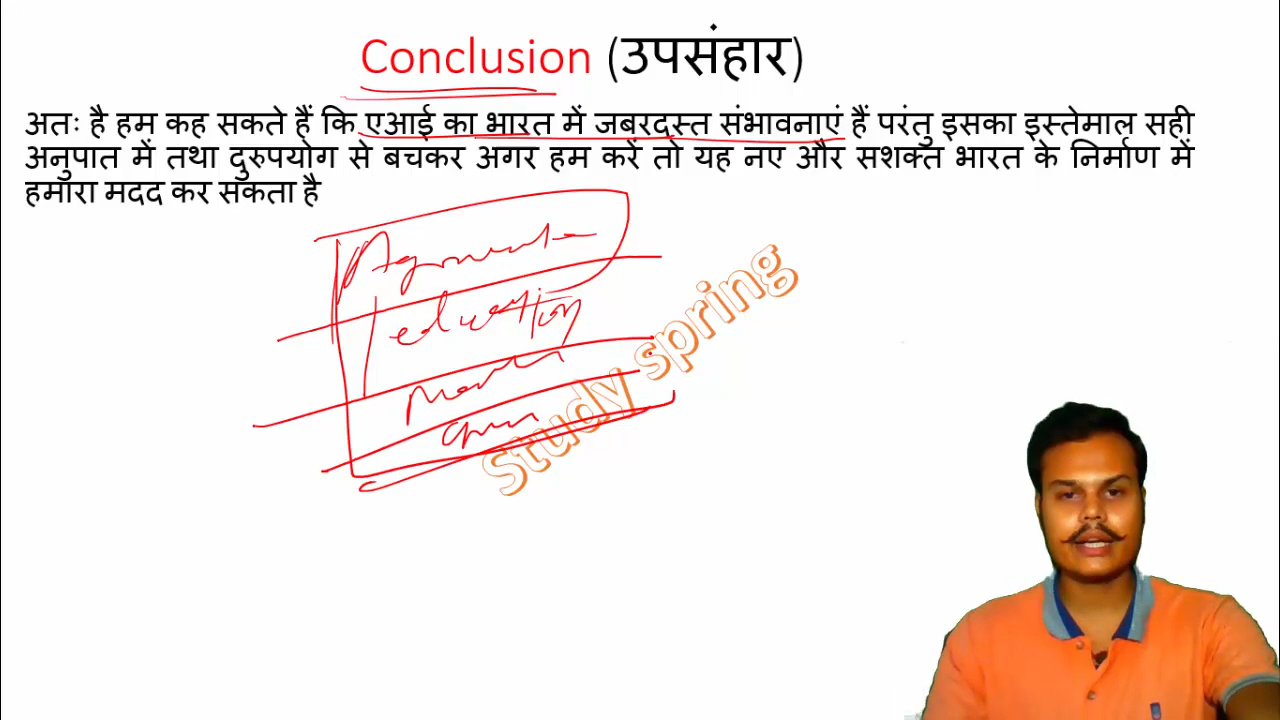 Conclusion (उपसंहार)
अतः है हम कह सकते हैं कि एआई का भारत में जबरदस्त संभावनाएं हैं परंतु इसका इस्तेमाल सही
अनुपात में तथा दुरुपयोग से बचकर अगर हम करें तो यह नए और सशक्त भारत के निर्माण में
हमारा मदद कर सकता है
education
study spring